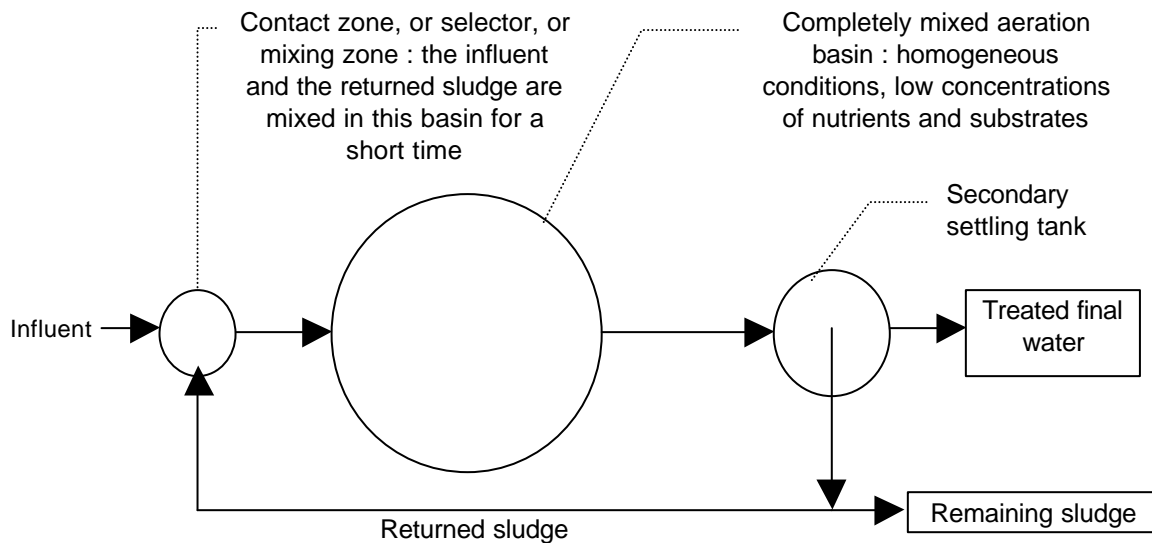 Contact zone, or selector, or
mixing zone : the influent
and the returned sludge are
mixed in this basin for a
short time
Completely mixed aeration
basin : homogeneous
conditions, low concentrations
of nutrients and substrates
Secondary
settling tank
Influent
Treated final
water
Returned sludge
Remaining sludge